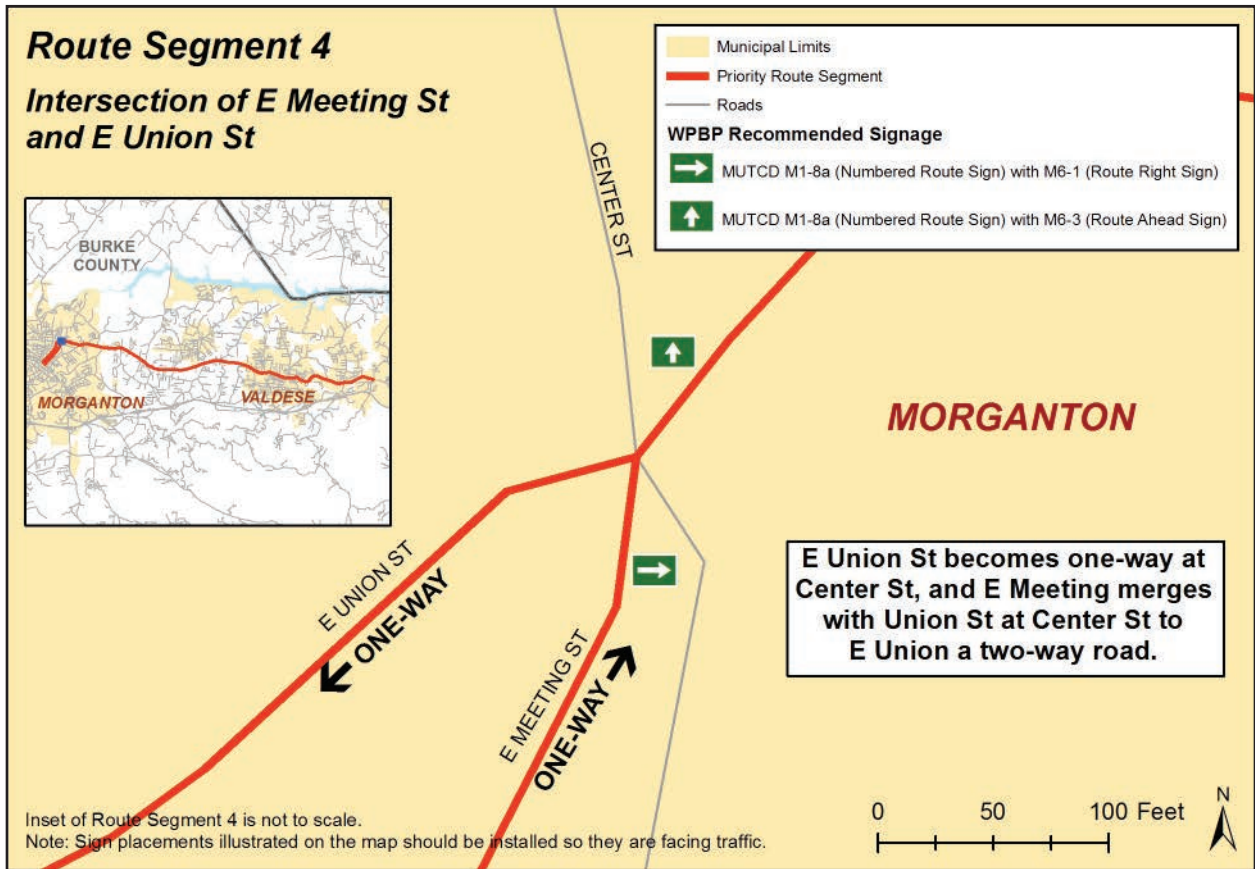 Route Segment 4
Intersection of E Meeting St
and E Union St
Municipal Limits
Priority Route Segment
Roads
WPBP Recommended Signage
MUTCD M1-8a (Numbered Route Sign) with M6-1 (Route Right Sign)
MUTCD M1-8a (Numbered Route Sign) with M6-3 (Route Ahead Sign)
CENTER ST
BURKE
COUNTY
MORGANTON
VALDESE
MORGANTON
E UNION ST
ONE-WAY
E MEETING ST
ONE-WAY
E Union St becomes one-way at
Center St, and E Meeting merges
with Union St at Center St to
E Union a two-way road.
Inset of Route Segment 4 is not to scale.
Note: Sign placements illustrated on the map should be installed so they are facing traffic.
0 50 100 Feet
N